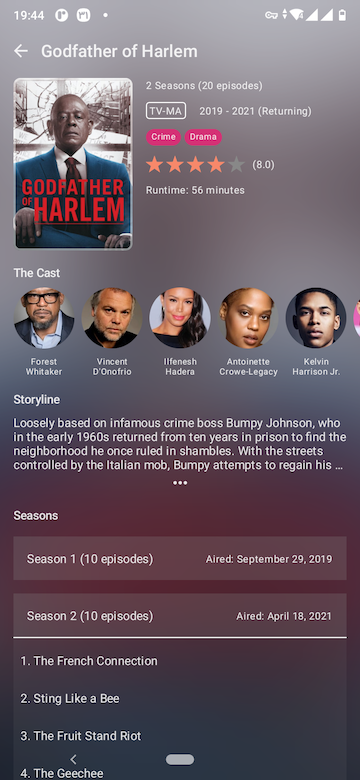 19:44
Godfather of Harlem
2 Seasons (20 episodes)
TV-MA 2019 - 2021 (Returning)
Crime Drama
(8.0)
Runtime: 56 minutes
GODFATHER
OF HARLEM
The Cast
Forest Whitaker
Vincent D'Onofrio
Ilfenesh Hadera
Antoinette Crowe-Legacy
Kelvin Harrison Jr.
Storyline
Loosely based on infamous crime boss Bumpy Johnson, who
in the early 1960s returned from ten years in prison to find the
neighborhood he once ruled in shambles. With the streets
controlled by the Italian mob, Bumpy attempts to regain his ...
Seasons
Season 1 (10 episodes) Aired: September 29, 2019
Season 2 (10 episodes) Aired: April 18, 2021
1. The French Connection
2. Sting Like a Bee
3. The Fruit Stand Riot
4. The Geechee